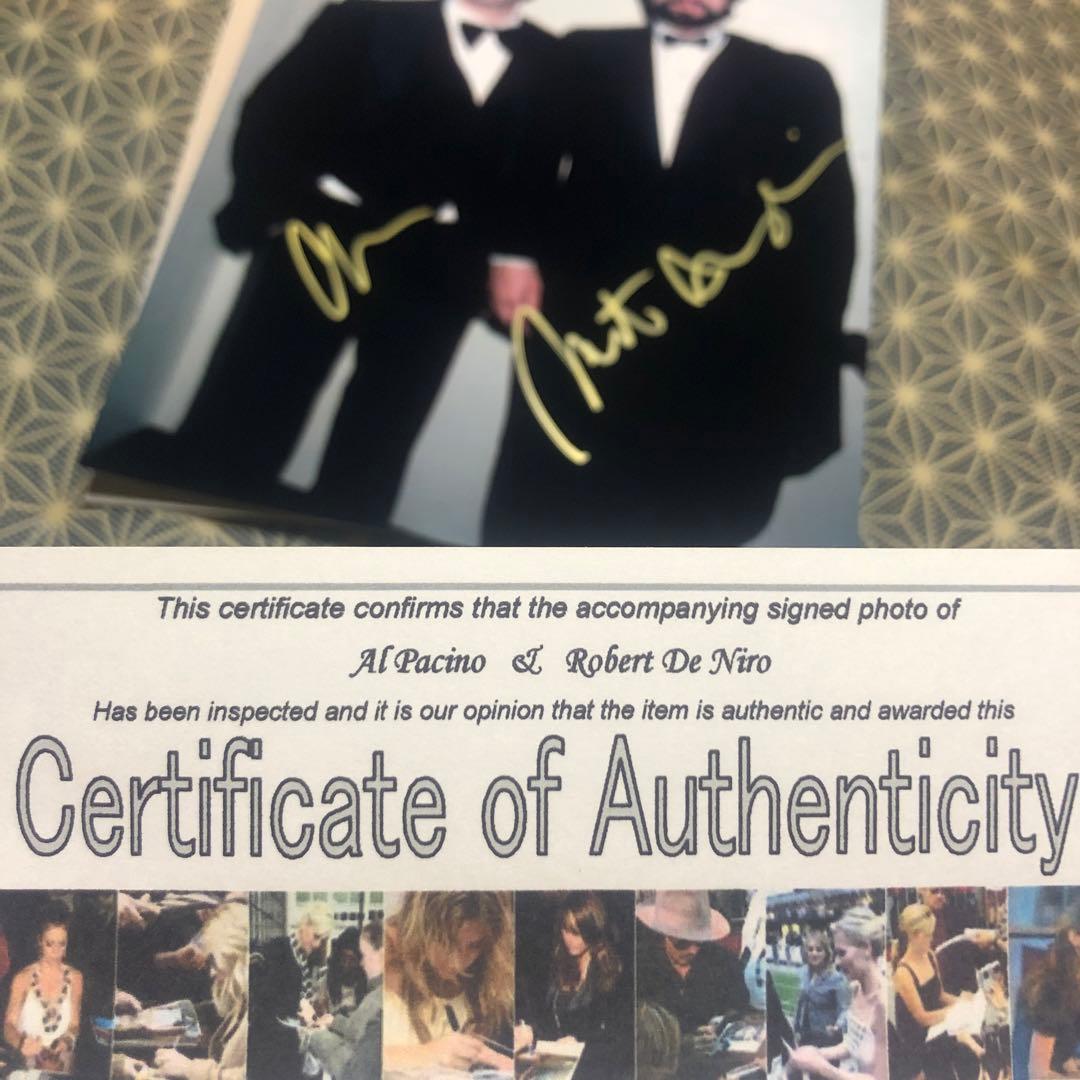 This certificate confirms that the accompanying signed photo of
Al Pacino & Robert De Niro
Has been inspected and it is our opinion that the item is authentic and awarded this
Certificate of Authenticity